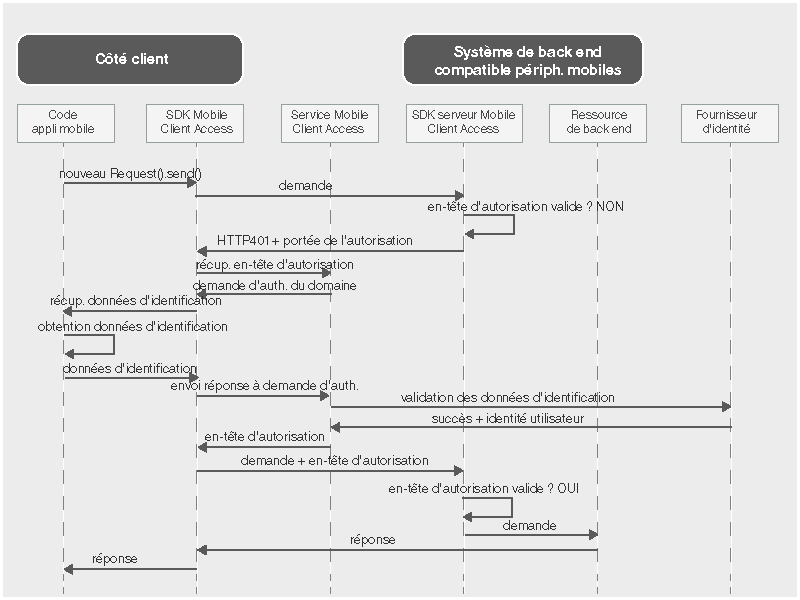 Côté client
Système de back end
compatible périph. mobiles
Code
appli mobile
SDK Mobile
Client Access
Service Mobile
Client Access
SDK serveur Mobile
Client Access
Ressource
de back end
Fournisseur
d'identité
nouveau Request().send()
demande
en-tête d'autorisation valide ? NON
HTTP401 + portée de l'autorisation
récup. en-tête d'autorisation
demande d'auth. du domaine
récup. données d'identification
obtention données d'identification
données d'identification
envoi réponse à demande d'auth.
validation des données d'identification
succès + identité utilisateur
en-tête d'autorisation
demande + en-tête d'autorisation
en-tête d'autorisation valide ? OUI
demande
réponse
réponse